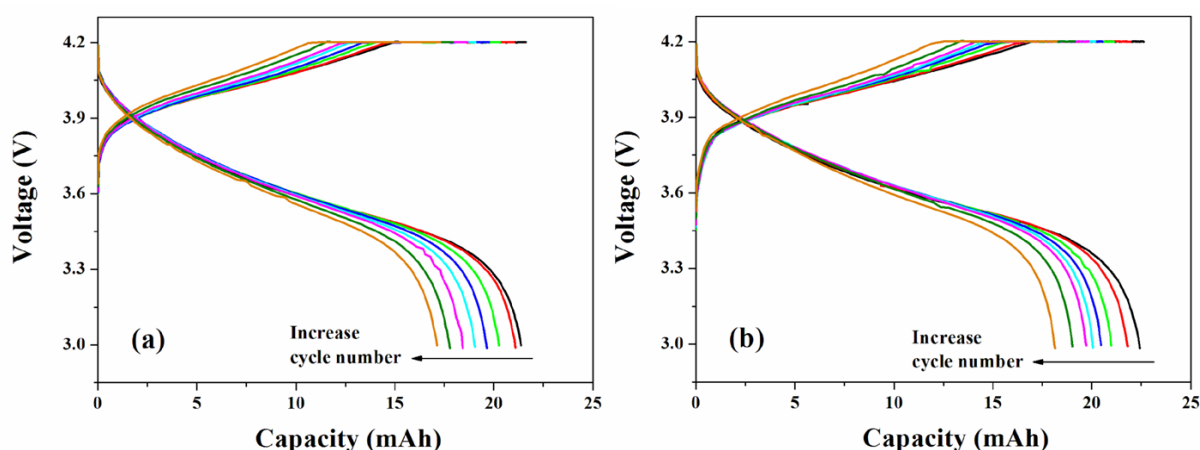 4.2
3.9
3.6
3.3
3.0
Voltage (V)
(a)
Increase
cycle number
0
5
10
15
20
25
Capacity (mAh)
4.2
3.9
3.6
3.3
3.0
Voltage (V)
(b)
Increase
cycle number
0
5
10
15
20
25
Capacity (mAh)